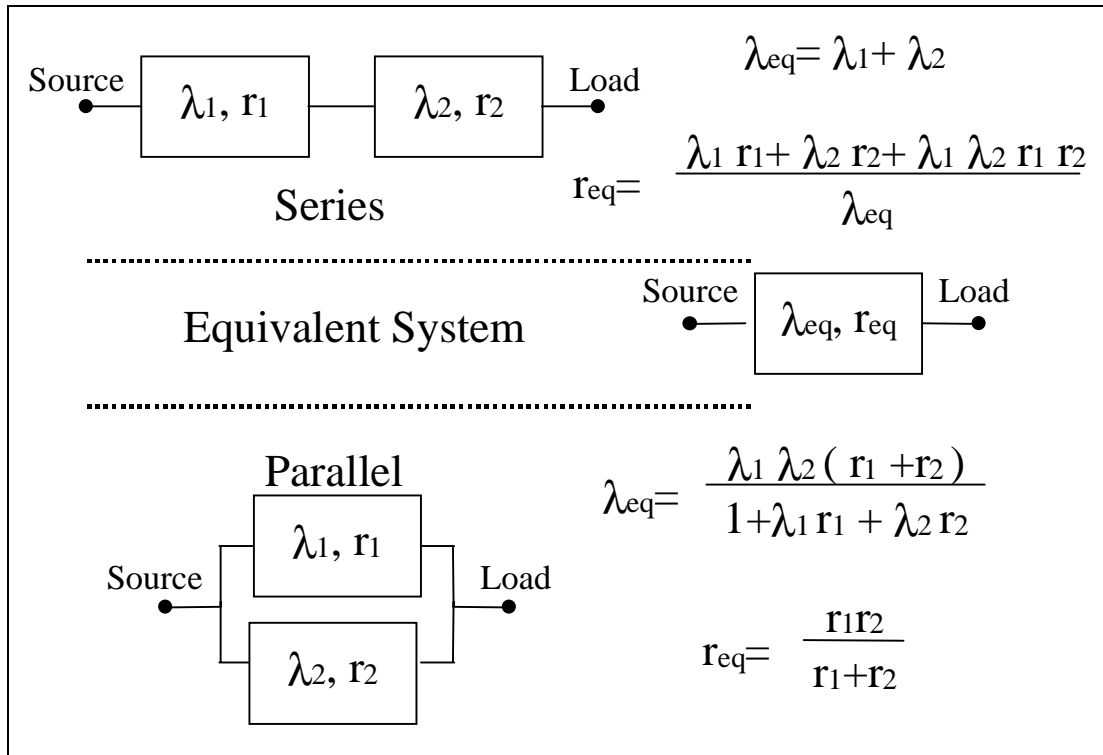 Source
λ1, r1
λ2, r2
Load
Series
λeq= λ1+ λ2
req= λ1 r1+ λ2 r2+ λ1 λ2 r1 r2
λeq
Equivalent System
Source
λeq, req
Load
Parallel
Source
λ1, r1
λ2, r2
Load
λeq= λ1 λ2 ( r1 +r2 )
1+λ1 r1 + λ2 r2
req= r1r2
r1+r2